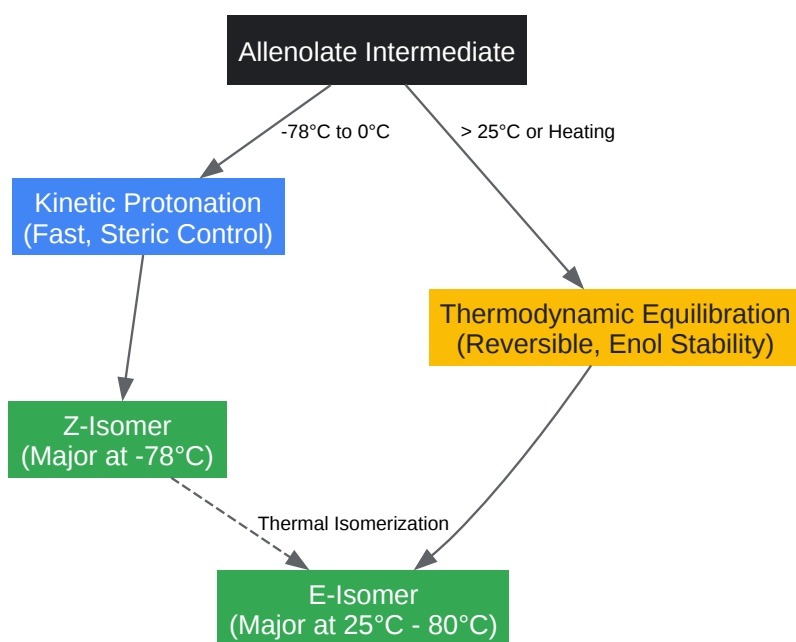 Allenolate Intermediate
-78°C to 0°C
> 25°C or Heating
Kinetic Protonation
(Fast, Steric Control)
Thermodynamic Equilibration
(Reversible, Enol Stability)
Z-Isomer
(Major at -78°C)
Thermal Isomerization
E-Isomer
(Major at 25°C - 80°C)